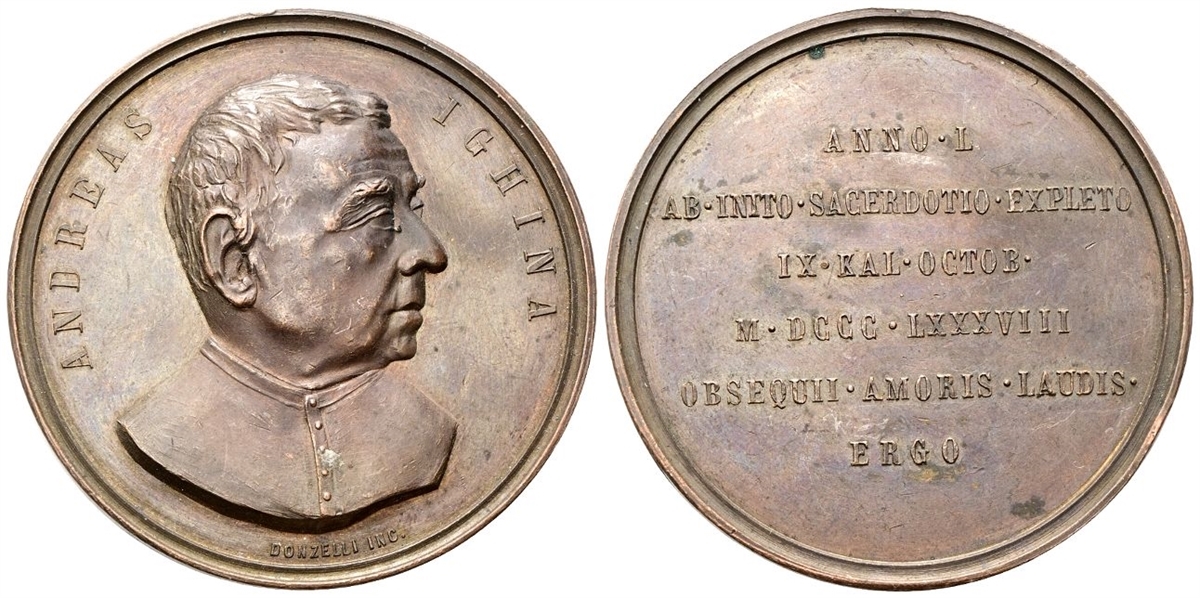 ANDREAS IGHINA
DONZELLI INC.
ANNO · L
AB · INITO · SACERDOTIO · EXPLETO
IX · KAL · OCTOB ·
M · DCCC · LXXXVIII
OBSEQUII · AMORIS · LAUDIS ·
ERGO